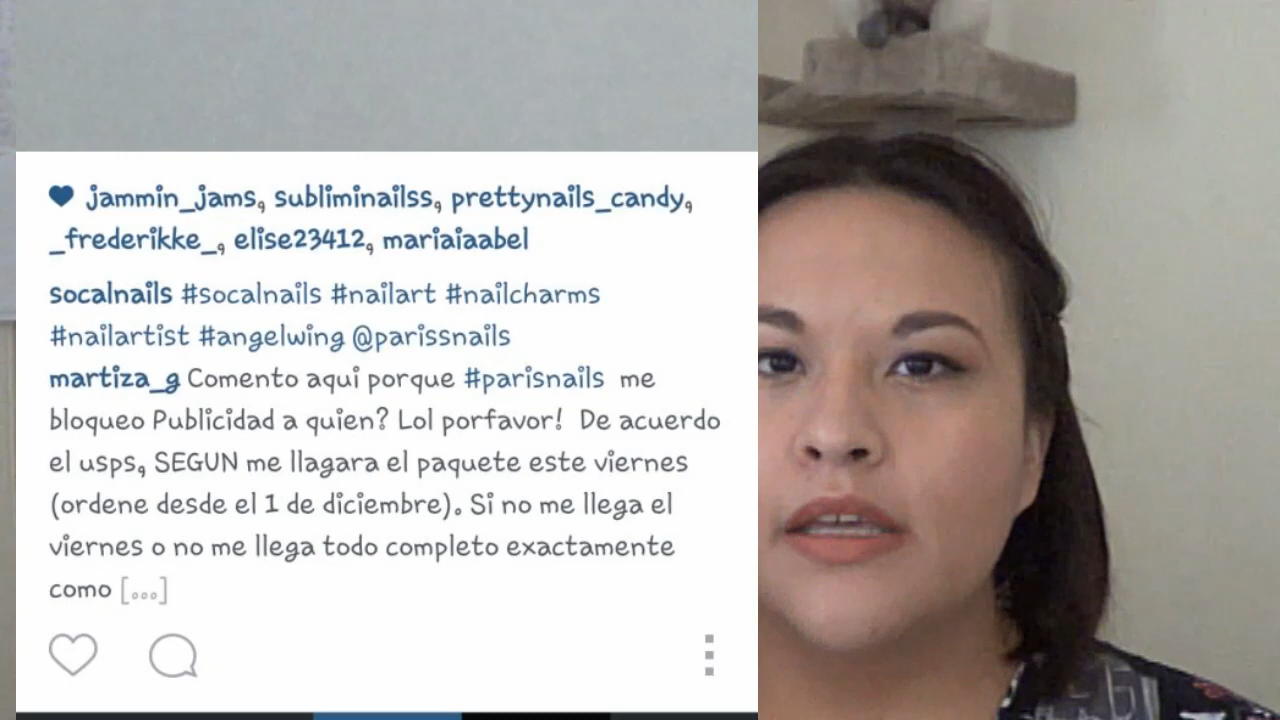 jammin_jams, subliminailss, prettynails_candy,
_frederikke_, elise23412, mariaiaabel
socalnails #socalnails #nailart #nailcharms
#nailartist #angelwing @parissnails
martiza_g Comento aqui porque #parisnails me
bloqueo Publicidad a quien? Lol porfavor! De acuerdo
el usps, SEGUN me llagara el paquete este viernes
(ordene desde el 1 de diciembre). Si no me llega el
viernes o no me llega todo completo exactamente
como [...]